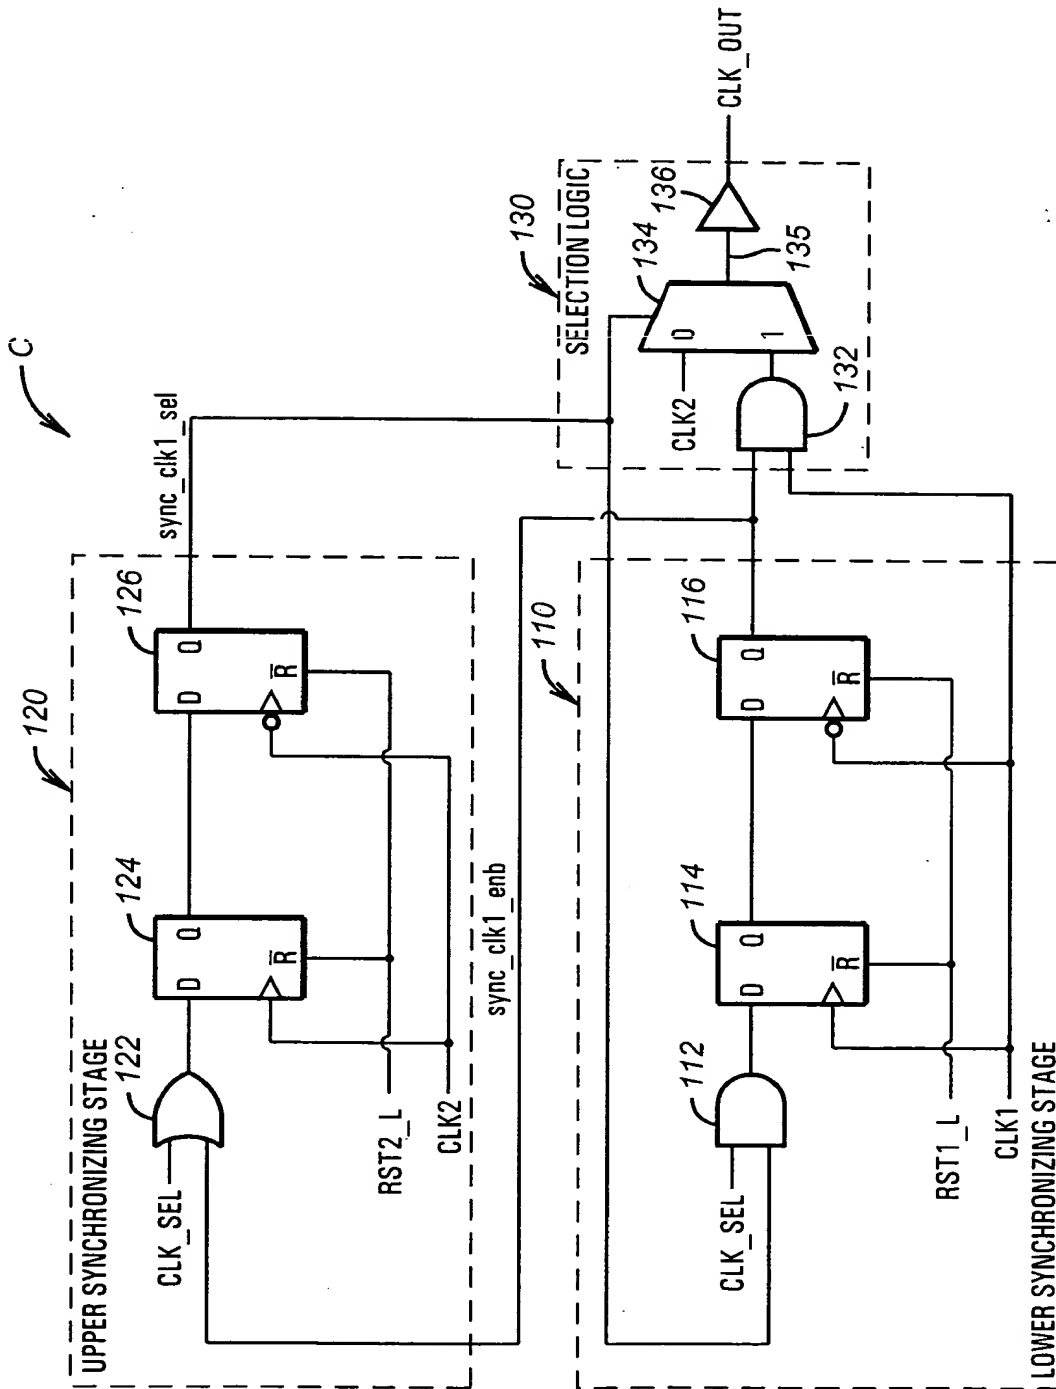 C
120
UPPER SYNCHRONIZING STAGE
122
124
126
CLK_SEL
D Q
R
D Q
R
RST2_L
CLK2
sync_clk1_sel
sync_clk1_enb
110
112
114
116
CLK_SEL
D Q
R
D Q
R
RST1_L
CLK1
LOWER SYNCHRONIZING STAGE
130
SELECTION LOGIC
134
136
CLK2
0
1
132
135
CLK_OUT